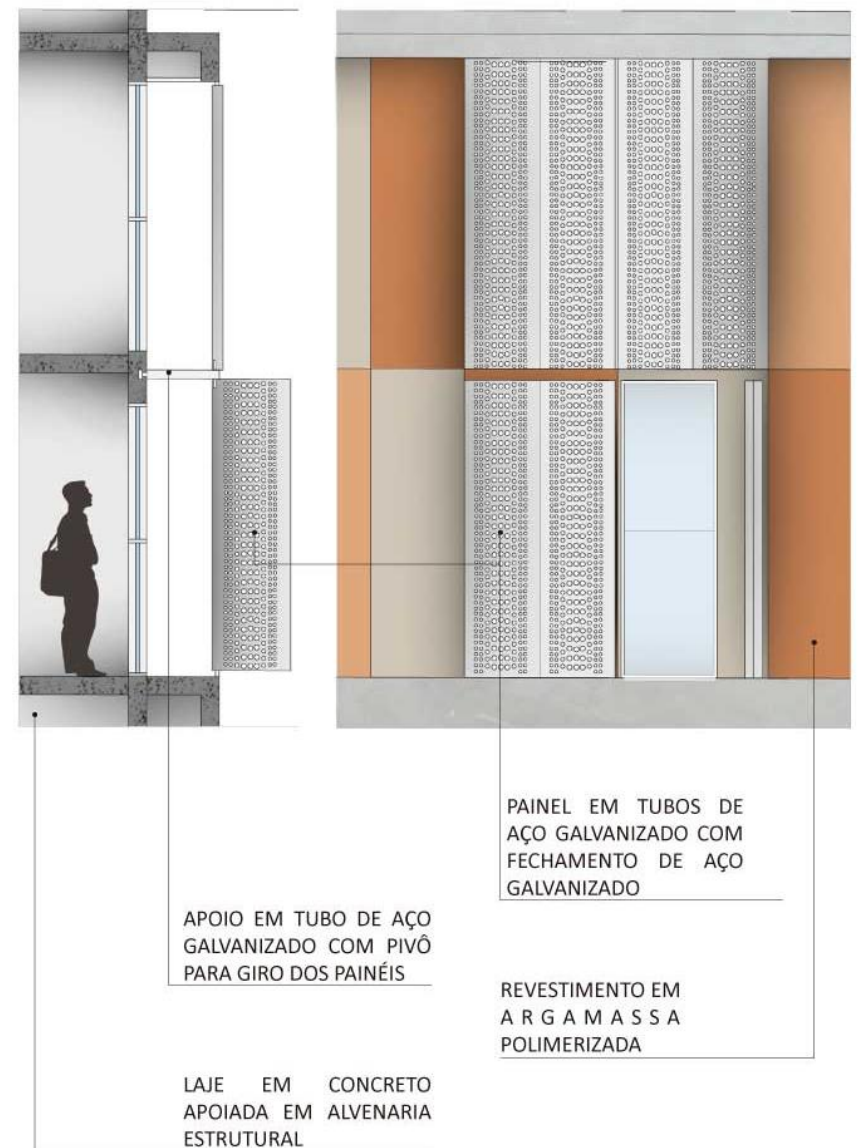 PAINEL EM TUBOS DE
AÇO GALVANIZADO COM
FECHAMENTO DE AÇO
GALVANIZADO
APOIO EM TUBO DE AÇO
GALVANIZADO COM PIVÔ
PARA GIRO DOS PAINÉIS
REVESTIMENTO EM
ARGAMASSA
POLIMERIZADA
LAJE EM CONCRETO
APOIADA EM ALVENARIA
ESTRUTURAL